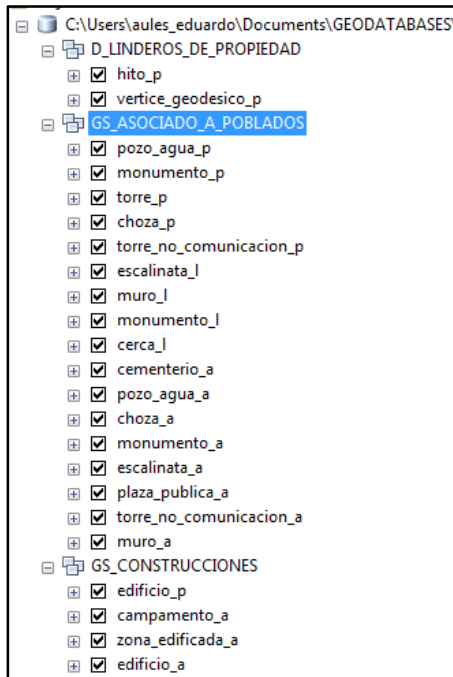 C:\Users\aules_eduardo\Documents\GEODATABASES\
D_LINDEROS_DE_PROPIEDAD
hito_p
vertice_geodesico_p
GS_ASOCIADO_A_POBLADOS
pozo_agua_p
monumento_p
torre_p
choza_p
torre_no_comunicacion_p
escalinata_l
muro_l
monumento_l
cerca_l
cementerio_a
pozo_agua_a
choza_a
monumento_a
escalinata_a
plaza_publica_a
torre_no_comunicacion_a
muro_a
GS_CONSTRUCCIONES
edificio_p
campamento_a
zona_edificada_a
edificio_a